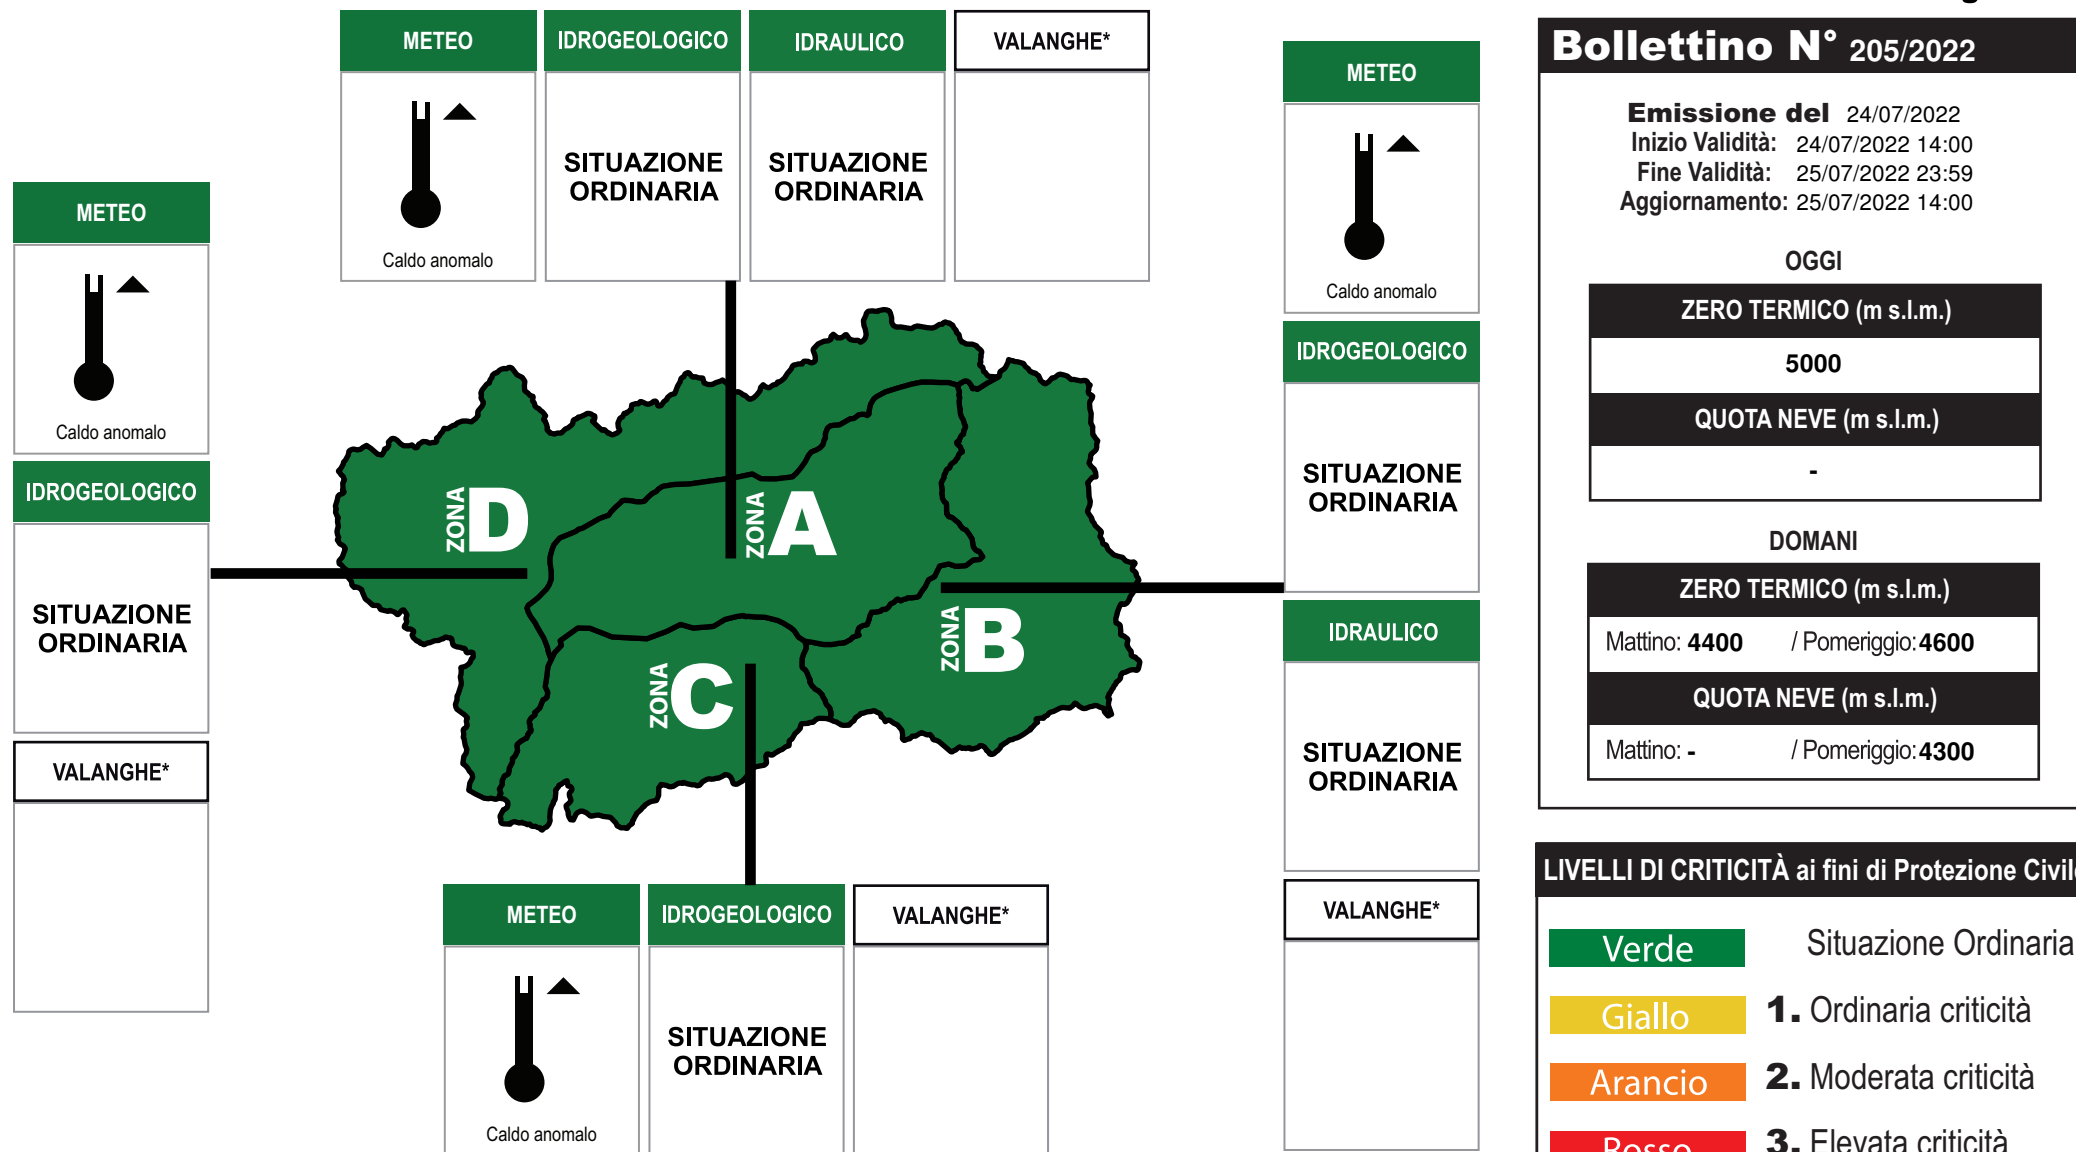 METEO
IDROGEOLOGICO
IDRAULICO
VALANGHE*
Caldo anomalo
SITUAZIONE
ORDINARIA
SITUAZIONE
ORDINARIA
METEO
Caldo anomalo
IDROGEOLOGICO
SITUAZIONE
ORDINARIA
VALANGHE*
METEO
Caldo anomalo
IDROGEOLOGICO
SITUAZIONE
ORDINARIA
IDRAULICO
SITUAZIONE
ORDINARIA
VALANGHE*
ZONA D
ZONA A
ZONA B
ZONA C
METEO
IDROGEOLOGICO
VALANGHE*
Caldo anomalo
SITUAZIONE
ORDINARIA
Bollettino N° 205/2022
Emissione del 24/07/2022
Inizio Validità: 24/07/2022 14:00
Fine Validità: 25/07/2022 23:59
Aggiornamento: 25/07/2022 14:00
OGGI
ZERO TERMICO (m s.l.m.)
5000
QUOTA NEVE (m s.l.m.)
-
DOMANI
ZERO TERMICO (m s.l.m.)
Mattino: 4400 / Pomeriggio: 4600
QUOTA NEVE (m s.l.m.)
Mattino: - / Pomeriggio: 4300
LIVELLI DI CRITICITÀ ai fini di Protezione Civile
Verde Situazione Ordinaria
Giallo 1. Ordinaria criticità
Arancio 2. Moderata criticità
Rosso 3. Elevata criticità